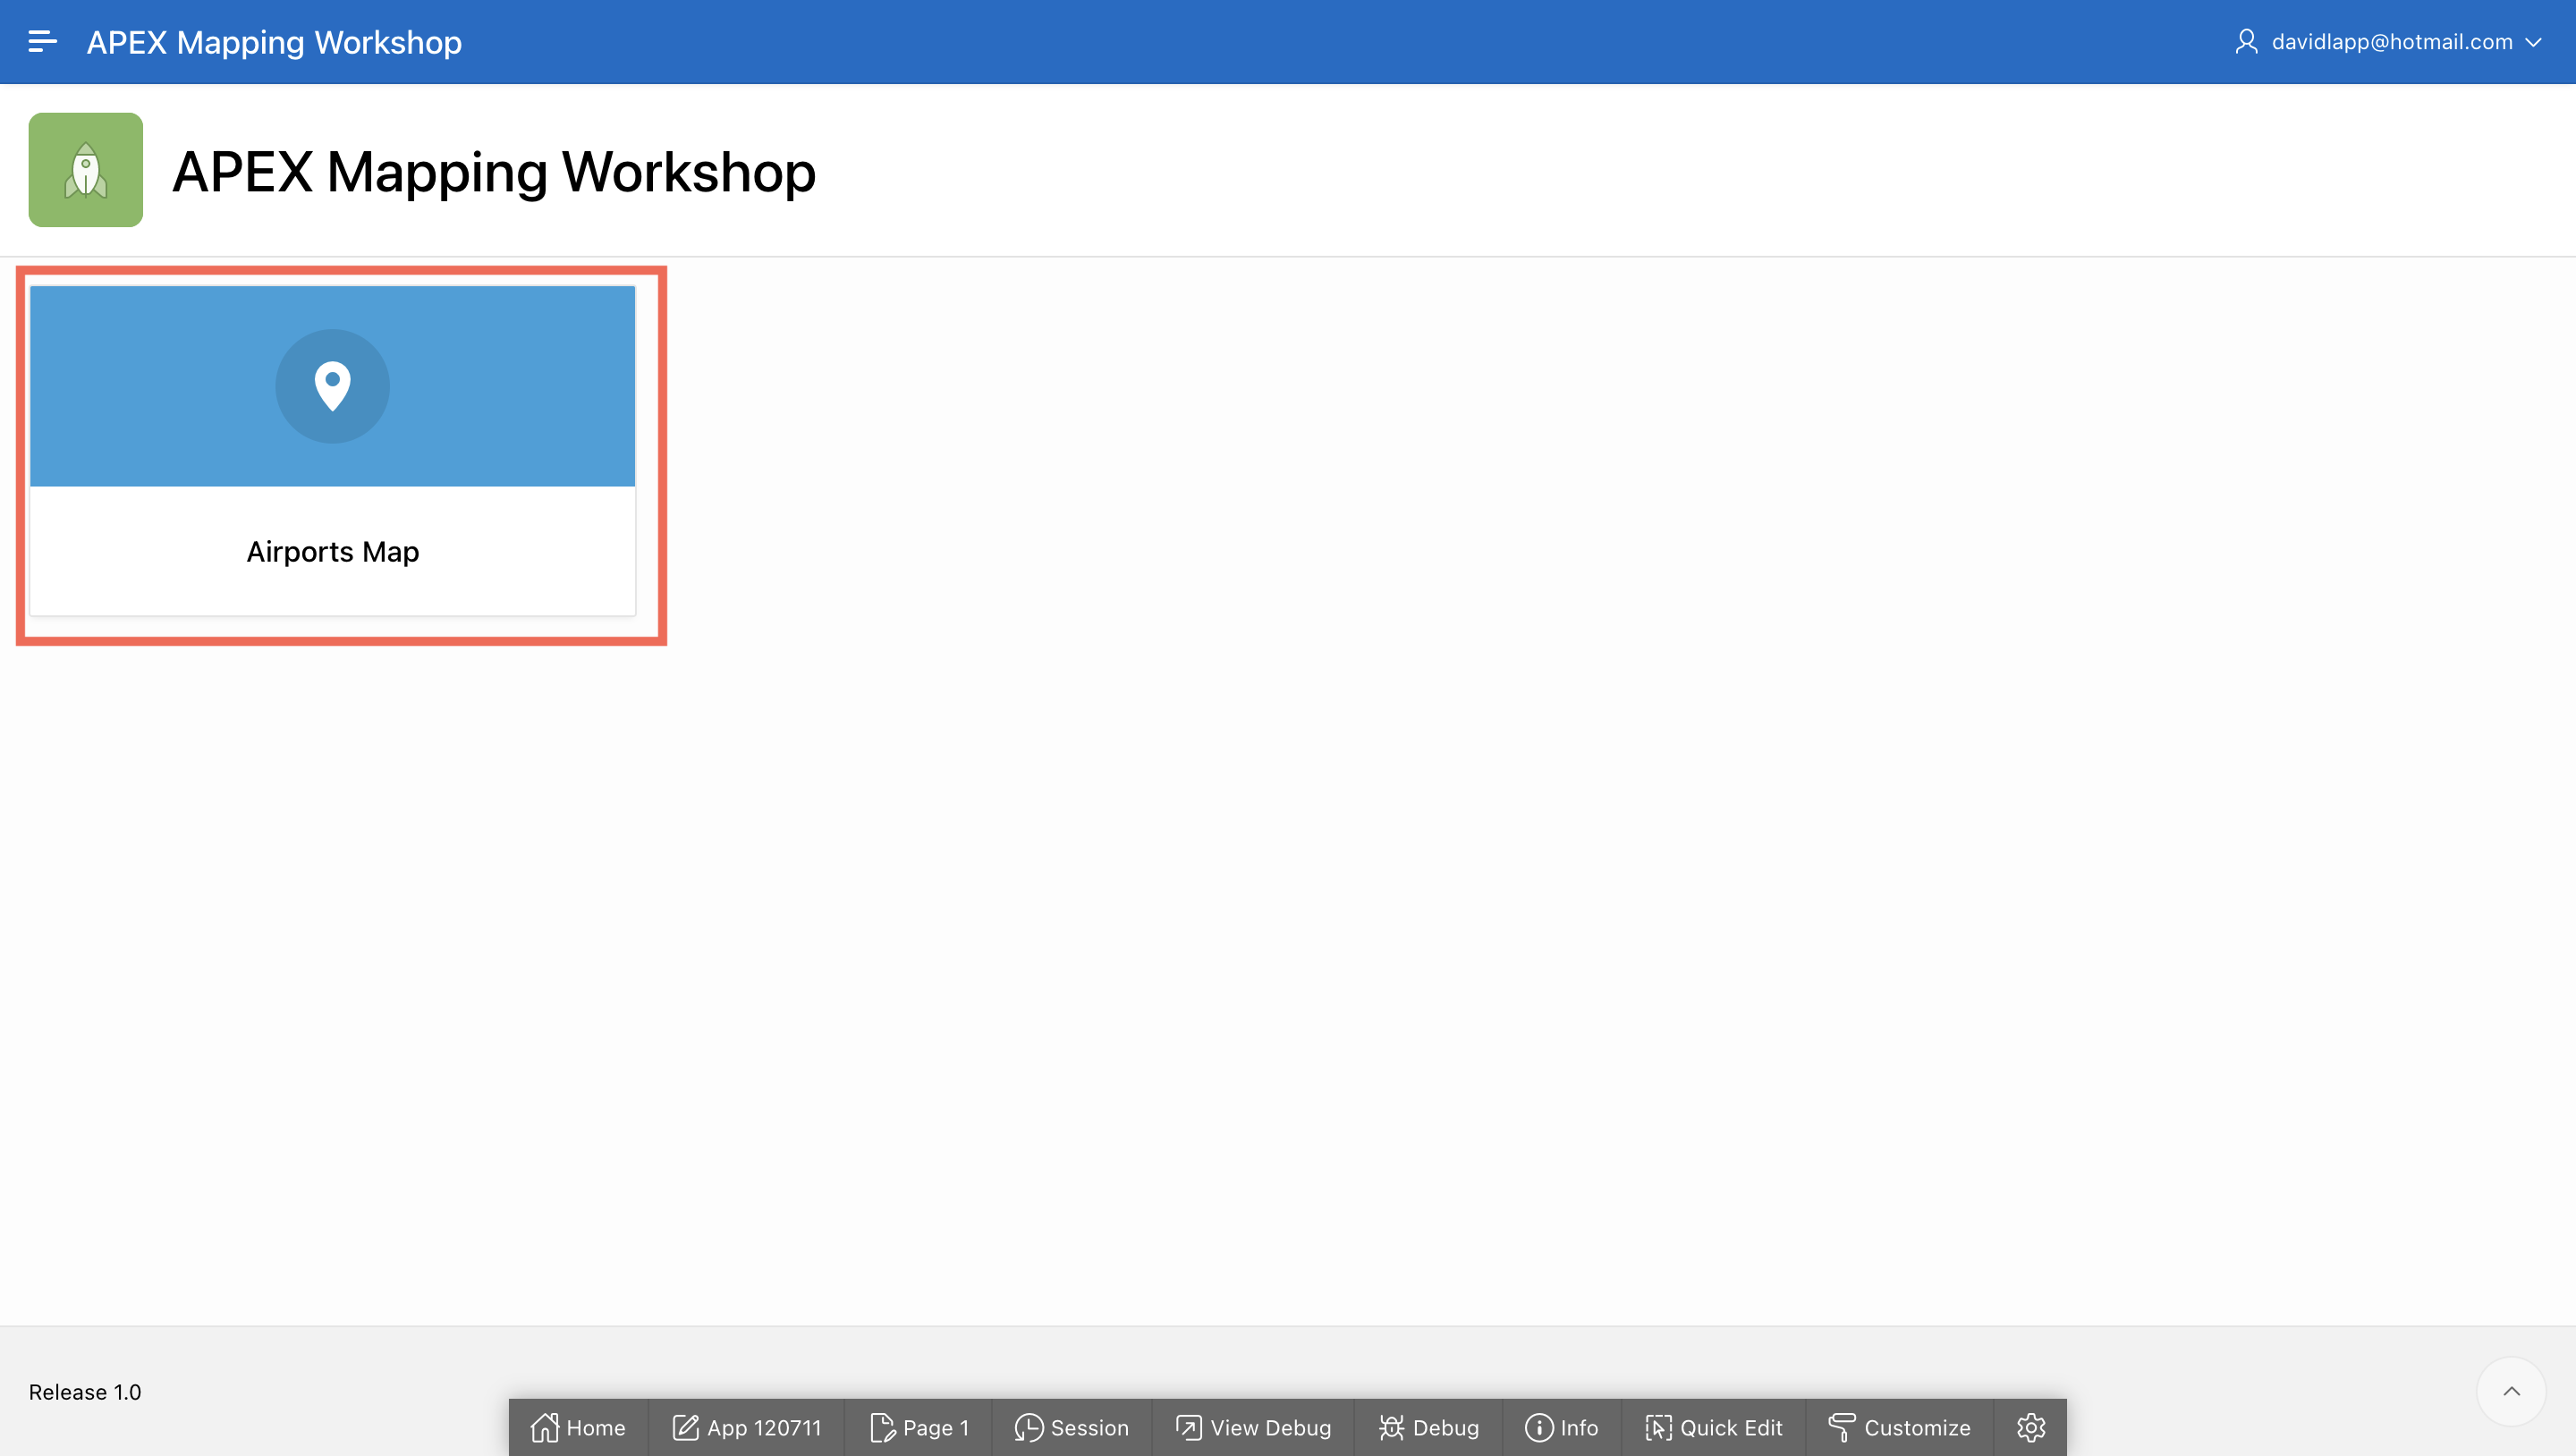 APEX Mapping Workshop
davidlapp@hotmail.com
APEX Mapping Workshop
Airports Map
Release 1.0
Home App 120711 Page 1 Session View Debug Debug Info Quick Edit Customize